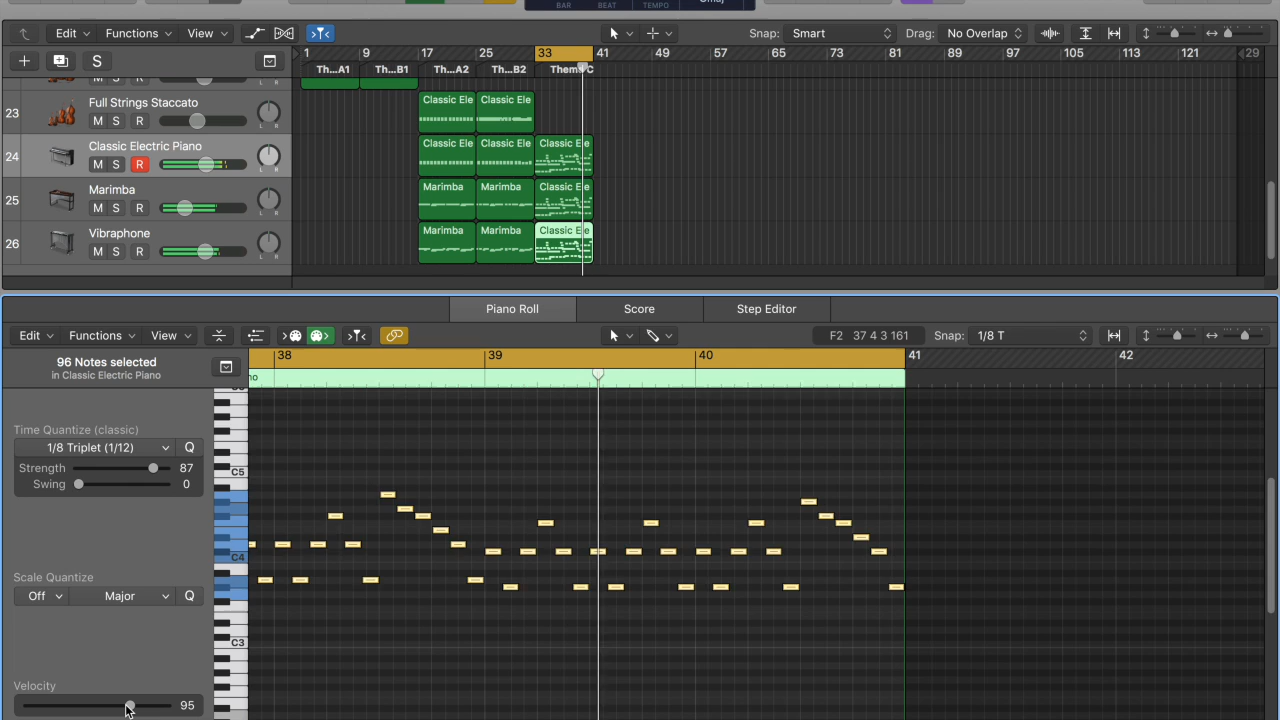 BAR BEAT TEMPO Cmaj
Edit Functions View Snap: Smart Drag: No Overlap
S
1 9 17 25 33 41 49 57 65 73 81 89 97 105 113 121 129
Th...A1 Th...B1 Th...A2 Th...B2
23 Full Strings Staccato
M S R L R
Classic Ele Classic Ele
24 Classic Electric Piano
M S R L R
Classic Ele Classic Ele Classic Ele
25 Marimba
M S R L R
Marimba Marimba Classic Ele
26 Vibraphone
M S R L R
Marimba Marimba Classic Ele
Piano Roll Score Step Editor
Edit Functions View F2 37 4 3 161 Snap: 1/8 T
96 Notes selected
in Classic Electric Piano
38 39 40 41 42
no
Time Quantize (classic)
1/8 Triplet (1/12) Q
Strength 87
Swing 0
C5
C4
Scale Quantize
Off Major Q
C3
Velocity
95